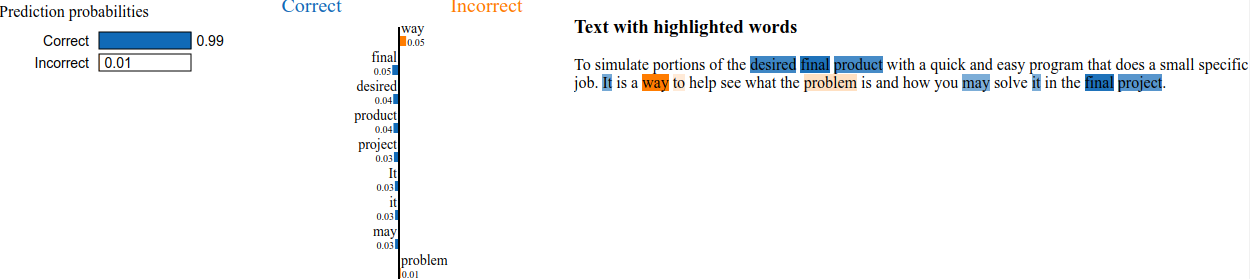 Prediction probabilities
Correct 0.99
Incorrect 0.01
Correct Incorrect
way
0.05
final
0.05
desired
0.04
product
0.04
project
0.03
It
0.03
it
0.03
may
0.03
problem
0.01
Text with highlighted words
To simulate portions of the desired final product with a quick and easy program that does a small specific
job. It is a way to help see what the problem is and how you may solve it in the final project.